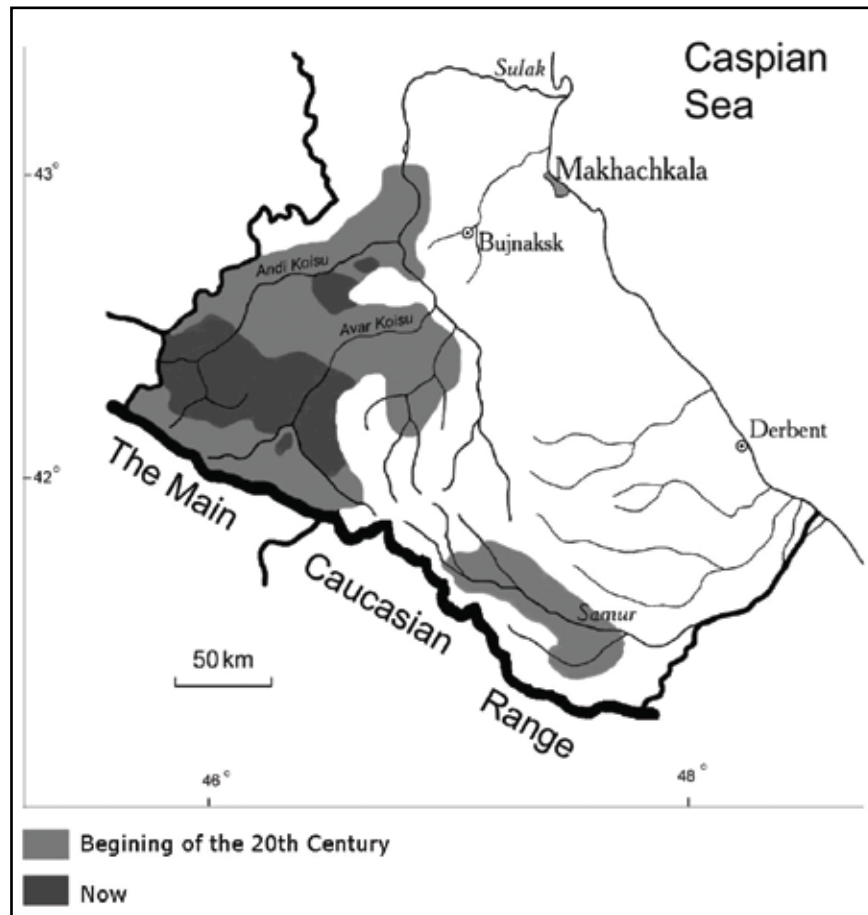 Sulak
Caspian
Sea
43°
Makhachkala
Bujnaksk
Andi Koisu
Avar Koisu
Derbent
42°
The Main
Caucasian
Range
Samur
50 km
46°
48°
Begining of the 20th Century
Now